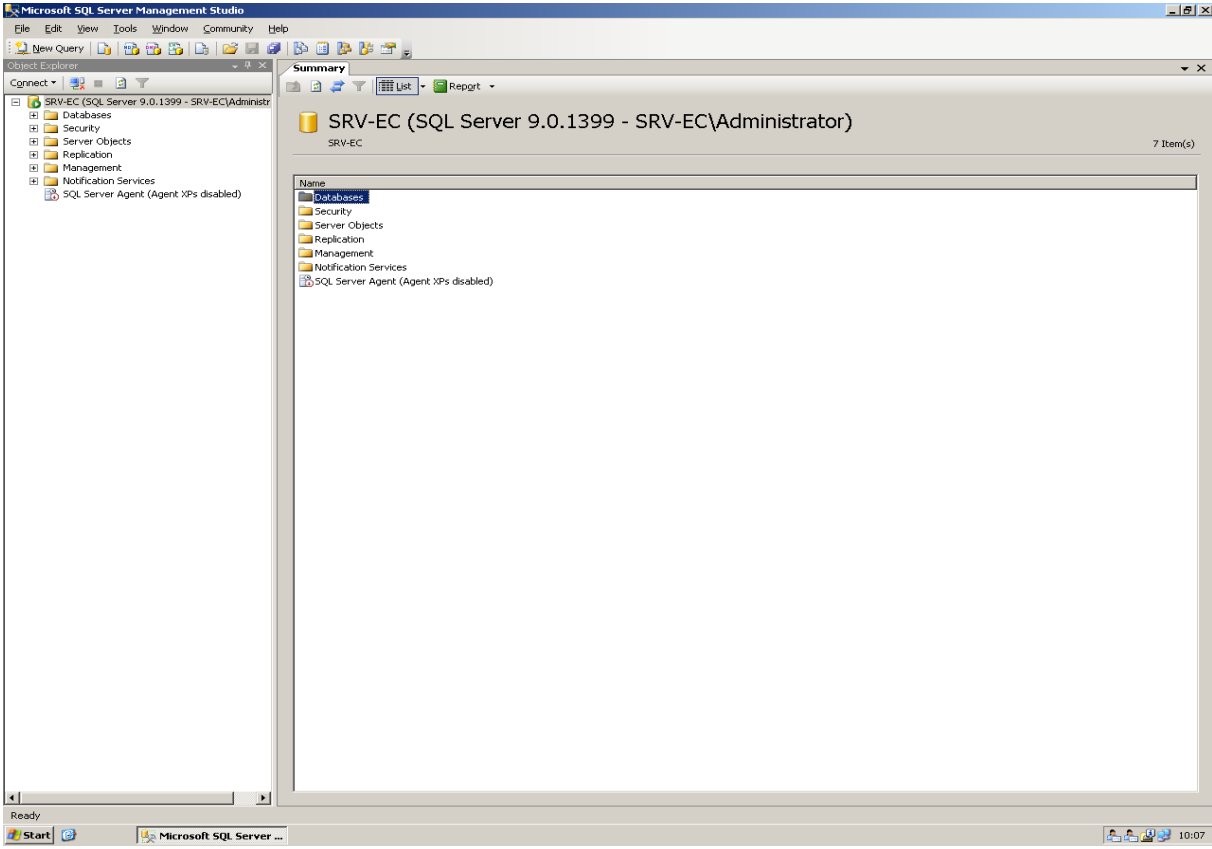 Microsoft SQL Server Management Studio
File Edit View Tools Window Community Help
New Query
Object Explorer
Connect
SRV-EC (SQL Server 9.0.1399 - SRV-EC\Administr
Databases
Security
Server Objects
Replication
Management
Notification Services
SQL Server Agent (Agent XPs disabled)
Summary
List Report
SRV-EC (SQL Server 9.0.1399 - SRV-EC\Administrator)
SRV-EC 7 Item(s)
Name
Databases
Security
Server Objects
Replication
Management
Notification Services
SQL Server Agent (Agent XPs disabled)
Ready
Start Microsoft SQL Server ... 10:07